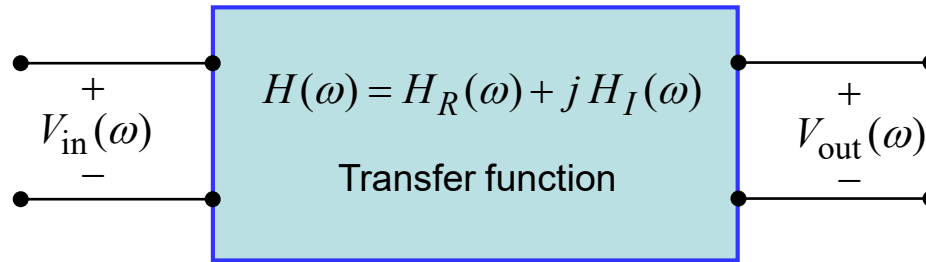 +
V_in(ω)
−
H(ω) = H_R(ω) + j H_I(ω)
Transfer function
+
V_out(ω)
−